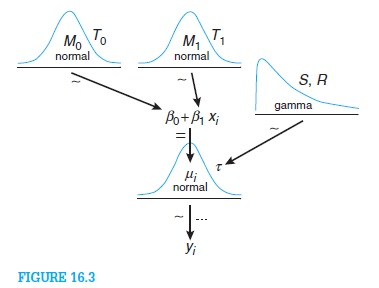 M₀ T₀
normal
M₁ T₁
normal
S, R
gamma
~
~
~
β₀+β₁ xᵢ
=
τ
μᵢ
normal
~ ...
yᵢ
FIGURE 16.3